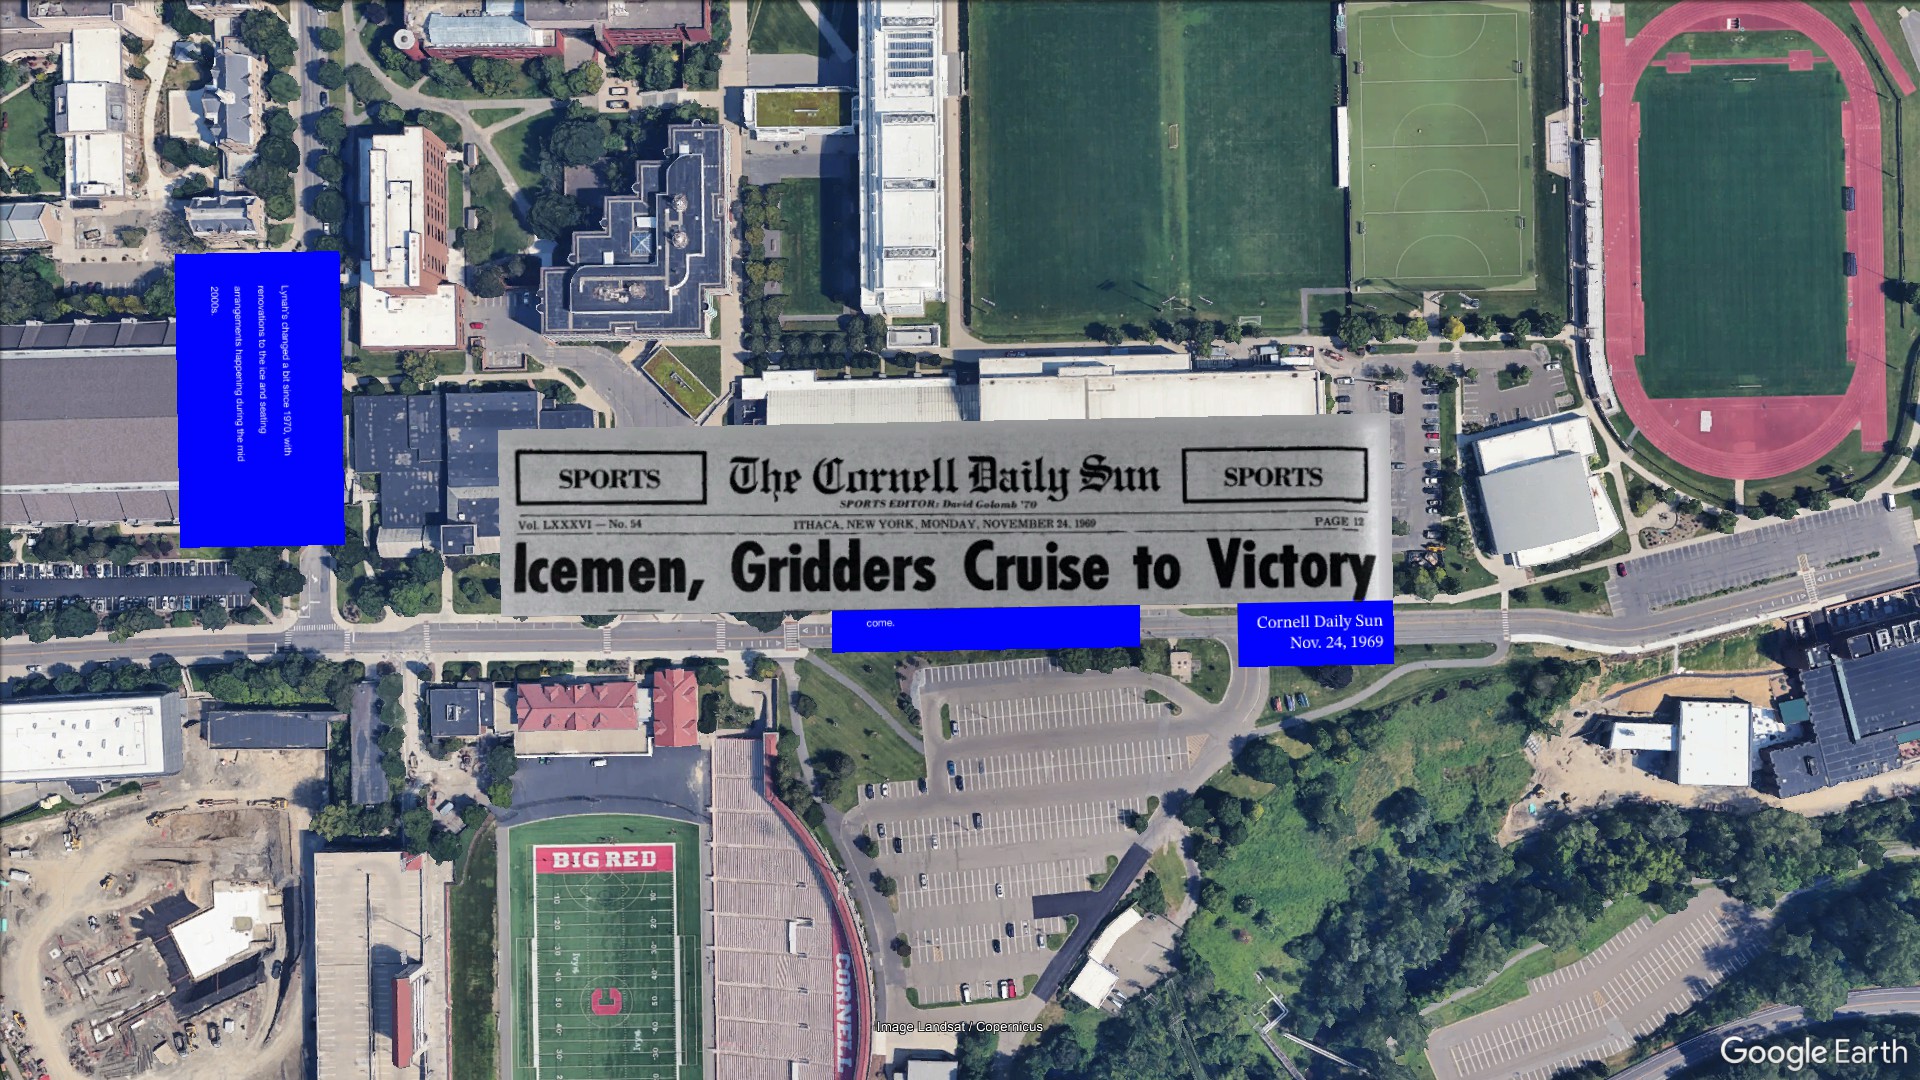 Lynah's changed a bit since 1970, with
renovations to the ice and seating
arrangements happening during the mid
2000s.
SPORTS
The Cornell Daily Sun
SPORTS
SPORTS EDITOR: David Golomb '70
Vol. LXXXVI — No. 54
ITHACA, NEW YORK, MONDAY, NOVEMBER 24, 1969
PAGE 12
Icemen, Gridders Cruise to Victory
come.
Cornell Daily Sun
Nov. 24, 1969
BIG RED
C
CORNELL
Image Landsat / Copernicus
Google Earth